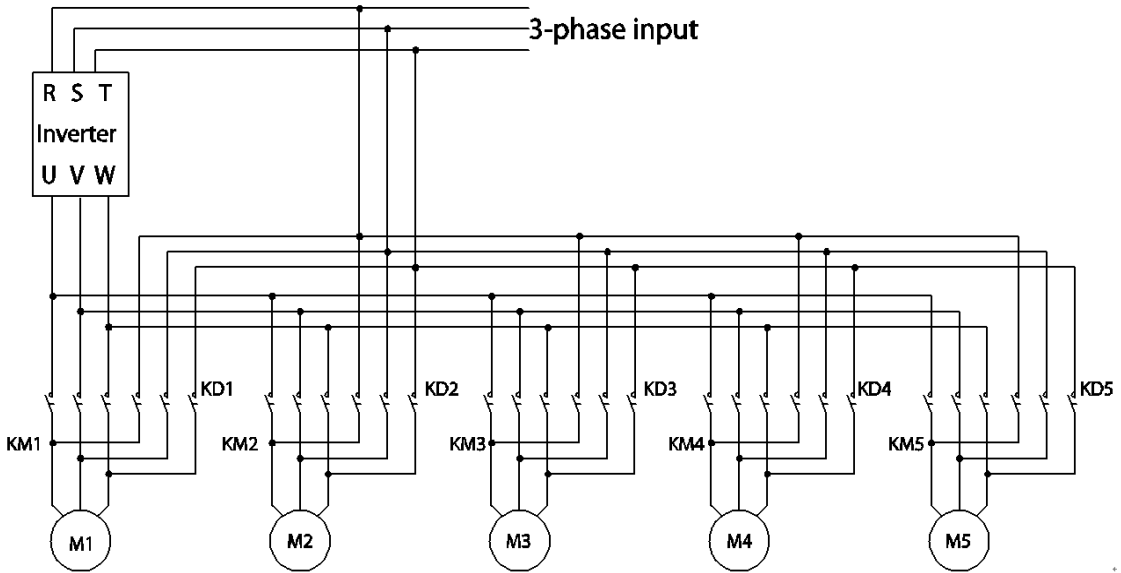 3-phase input
R S T
Inverter
U V W
KD1
KD2
KD3
KD4
KD5
KM1
KM2
KM3
KM4
KM5
M1
M2
M3
M4
M5